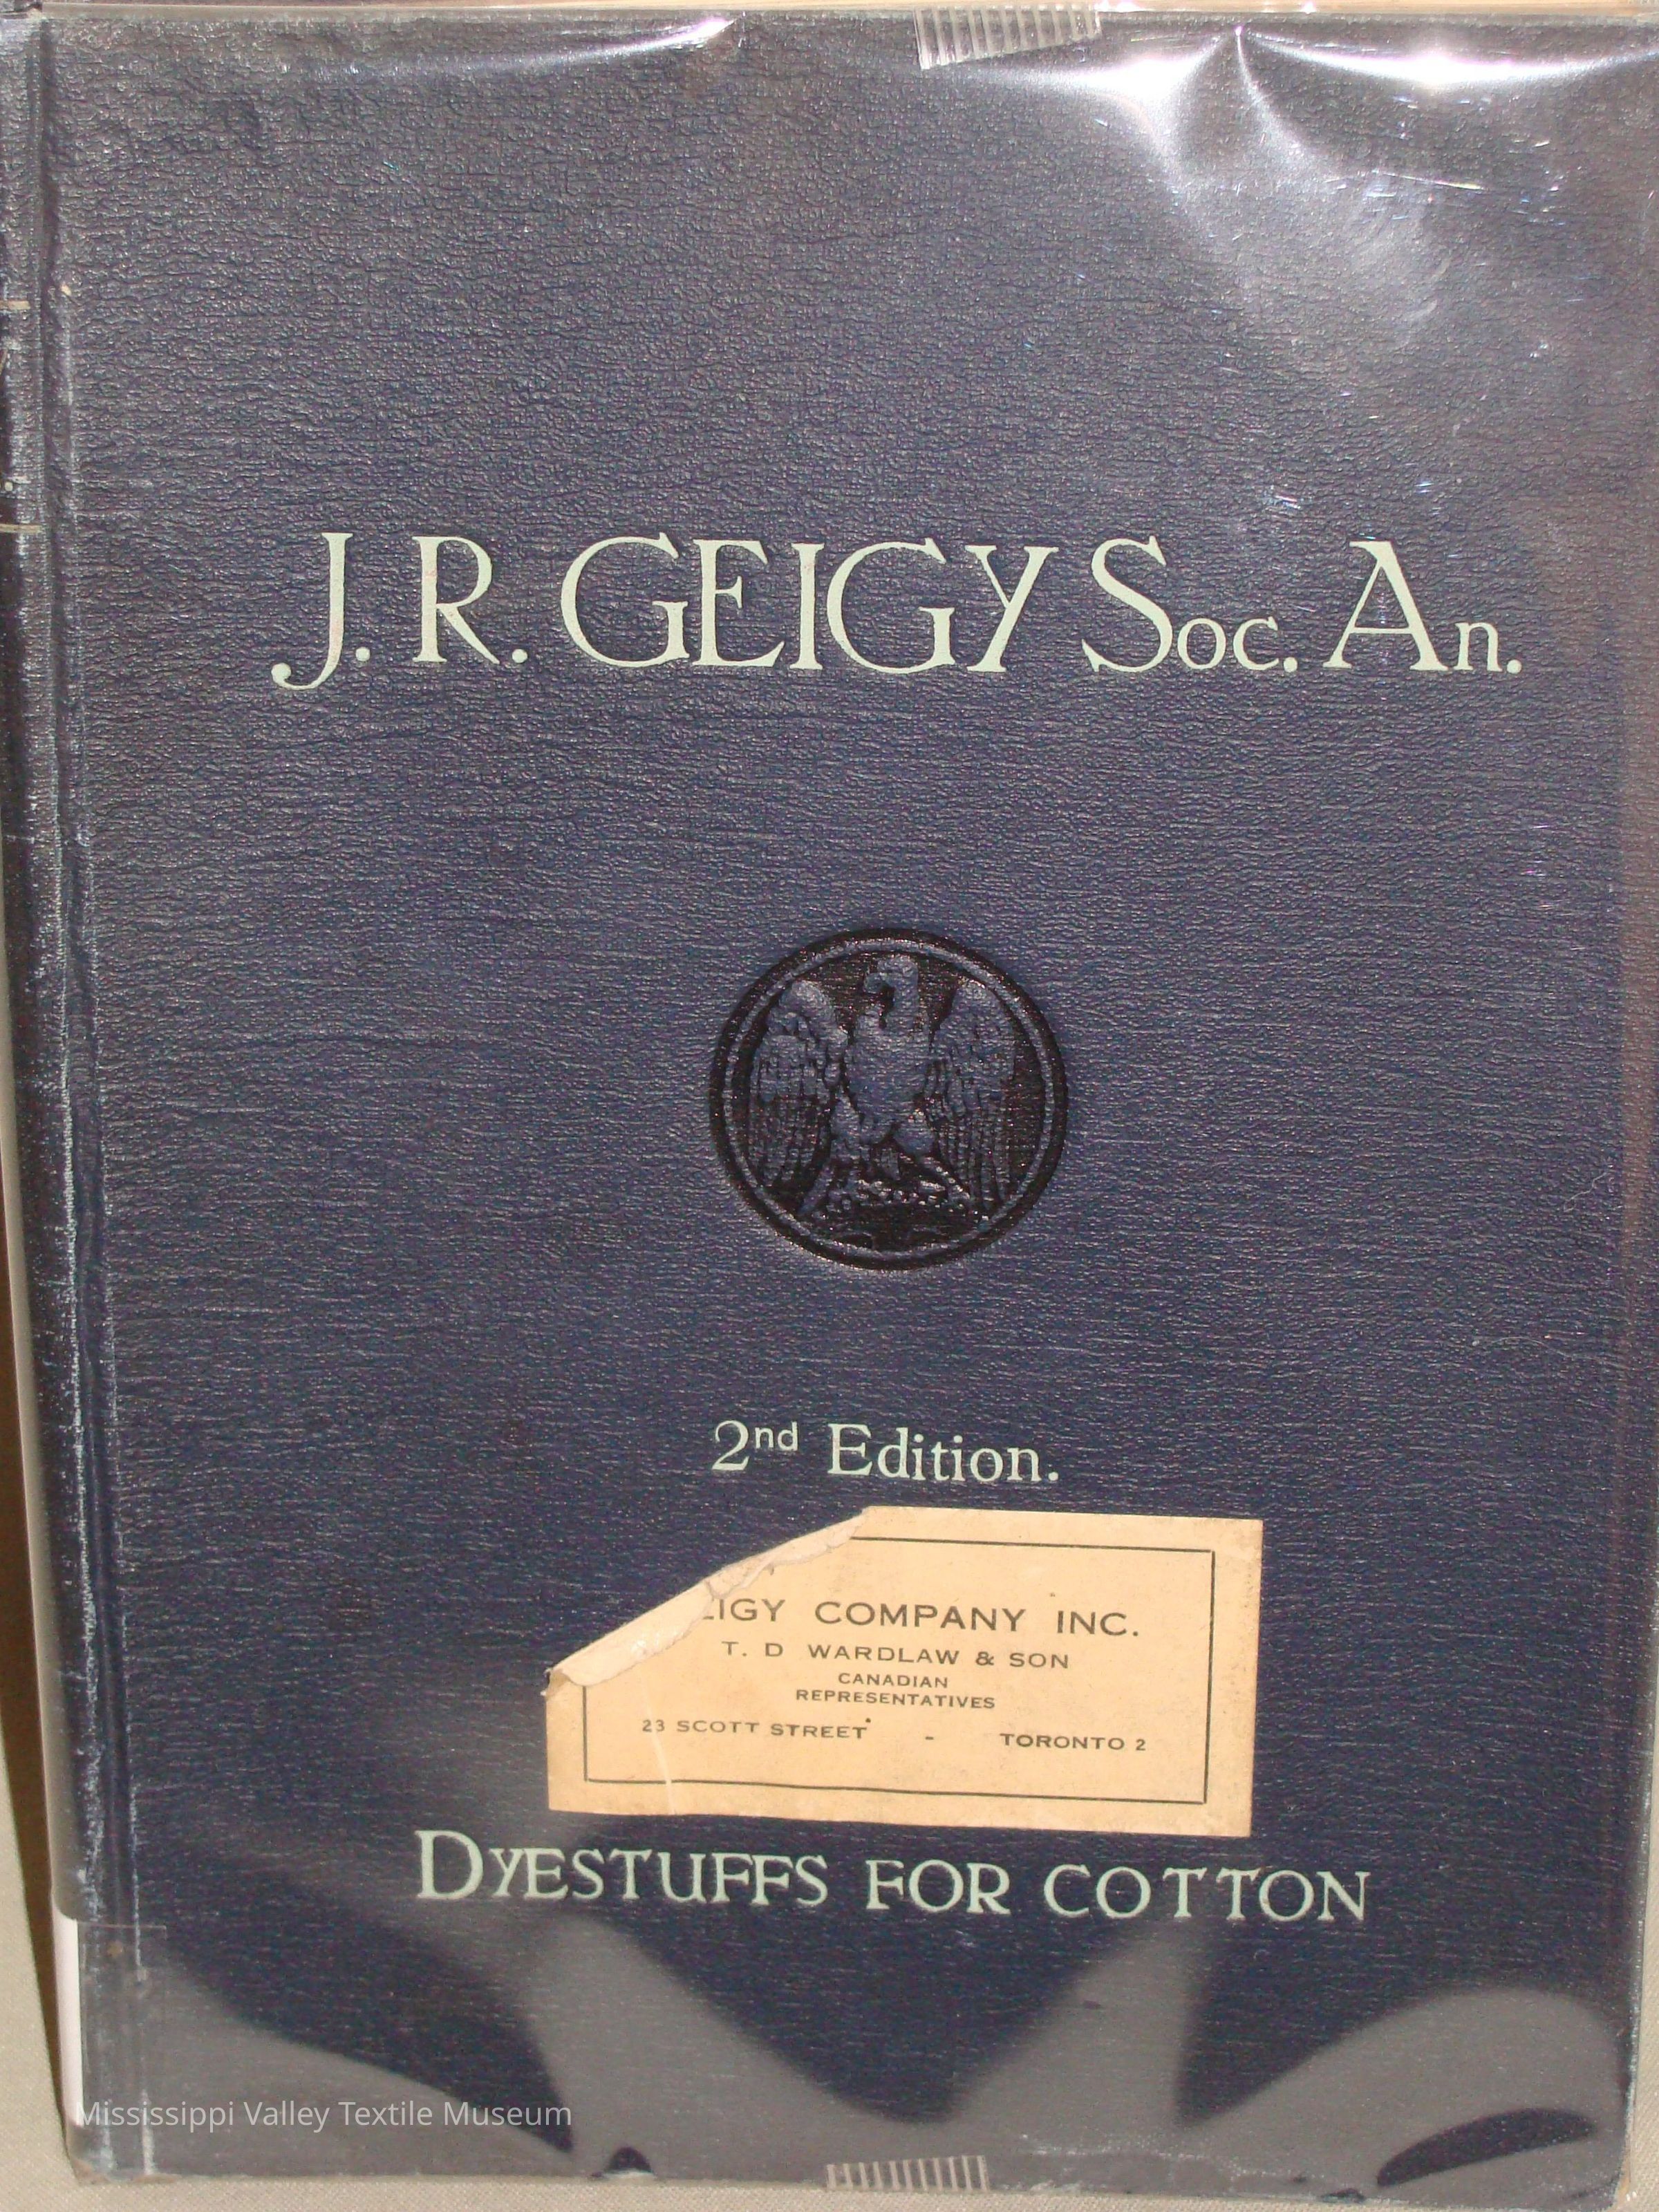 J. R. GEIGY Soc. An.
2nd Edition.
EIGY COMPANY INC.
T. D WARDLAW & SON
CANADIAN
REPRESENTATIVES
23 SCOTT STREET - TORONTO 2
DYESTUFFS FOR COTTON
Mississippi Valley Textile Museum